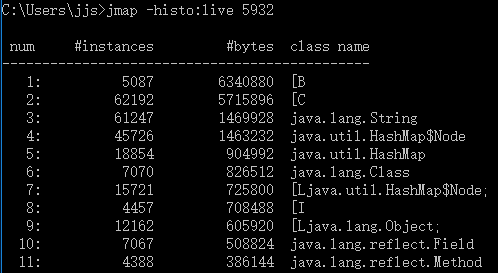 C:\Users\jjs>jmap -histo:live 5932
num #instances #bytes class name
----------------------------------------------
1: 5087 6340880 [B
2: 62192 5715896 [C
3: 61247 1469928 java.lang.String
4: 45726 1463232 java.util.HashMap$Node
5: 18854 904992 java.util.HashMap
6: 7070 826512 java.lang.Class
7: 15721 725800 [Ljava.util.HashMap$Node;
8: 4457 708488 [I
9: 12162 605920 [Ljava.lang.Object;
10: 7067 508824 java.lang.reflect.Field
11: 4388 386144 java.lang.reflect.Method